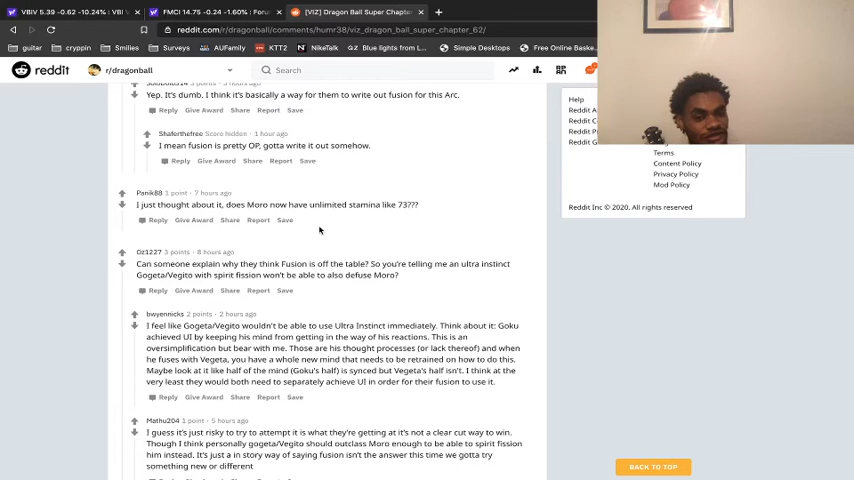 VBIV 5.39 -0.62 -10.24% : VBI V
FMCI 14.75 -0.24 -1.60% : Forum
[VIZ] Dragon Ball Super Chapte
reddit.com/r/dragonball/comments/humr38/viz_dragon_ball_super_chapter_62/
guitar cryppin Smilies Surveys AUFamily KTT2 NikeTalk Blue lights from L... Simple Desktops Free Online Baske...
reddit r/dragonball Search
Yep. It's dumb. I think it's basically a way for them to write out fusion for this Arc.
Reply Give Award Share Report Save
Shaferthefree Score hidden · 1 hour ago
I mean fusion is pretty OP, gotta write it out somehow.
Reply Give Award Share Report Save
Panik88 1 point · 7 hours ago
I just thought about it, does Moro now have unlimited stamina like 73???
Reply Give Award Share Report Save
Oz1227 3 points · 8 hours ago
Can someone explain why they think Fusion is off the table? So you're telling me an ultra instinct
Gogeta/Vegito with spirit fission won't be able to also defuse Moro?
Reply Give Award Share Report Save
bwyennicks 2 points · 2 hours ago
I feel like Gogeta/Vegito wouldn't be able to use Ultra Instinct immediately. Think about it: Goku
achieved UI by keeping his mind from getting in the way of his reactions. This is an
oversimplification but bear with me. Those are his thought processes (or lack thereof) and when
he fuses with Vegeta, you have a whole new mind that needs to be retrained on how to do this.
Maybe look at it like half of the mind (Goku's half) is synced but Vegeta's half isn't. I think at the
very least they would both need to separately achieve UI in order for their fusion to use it.
Reply Give Award Share Report Save
Mathu204 1 point · 5 hours ago
I guess it's just risky to try to attempt it is what they're getting at it's not a clear cut way to win.
Though I think personally gogeta/Vegito should outclass Moro enough to be able to spirit fission
him instead. It's just a in story way of saying fusion isn't the answer this time we gotta try
something new or different
Help
Reddit
Reddit
Reddit
Terms
Content Policy
Privacy Policy
Mod Policy
Reddit Inc © 2020. All rights reserved
BACK TO TOP